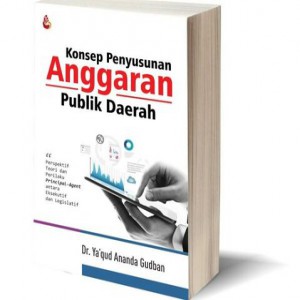 Konsep Penyusunan
Anggaran
Publik Daerah
Perspektif
Teori dan
Perilaku
Principal-Agent
antara
Eksekutif
dan Legislatif
Dr. Ya'qud Ananda Gudban